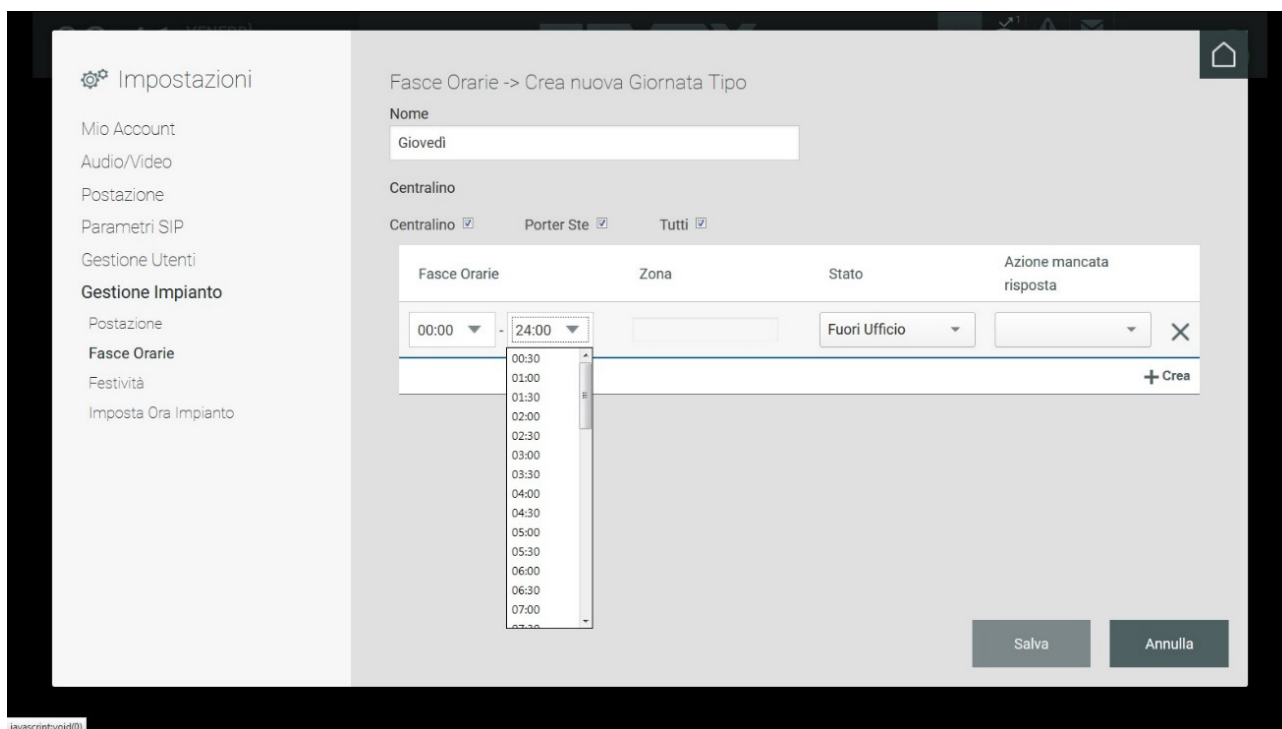 Impostazioni
Mio Account
Audio/Video
Postazione
Parametri SIP
Gestione Utenti
Gestione Impianto
Postazione
Fasce Orarie
Festività
Imposta Ora Impianto
Fasce Orarie -> Crea nuova Giornata Tipo
Nome
Giovedì
Centralino
Centralino Porter Ste Tutti
Fasce Orarie Zona Stato Azione mancata risposta
00:00 - 24:00 Fuori Ufficio
00:30
01:00
01:30
02:00
02:30
03:00
03:30
04:00
04:30
05:00
05:30
06:00
06:30
07:00
07:30
+ Crea
Salva Annulla
javascript:void(0)